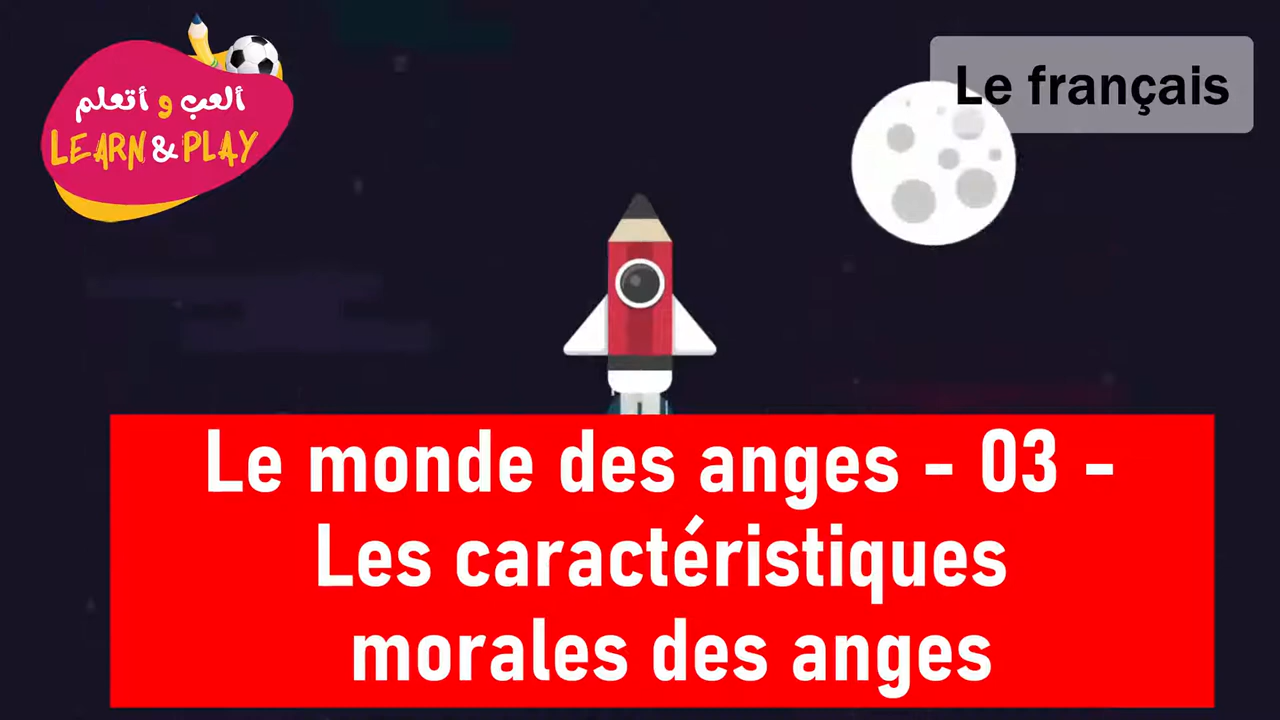 ألعب و أتعلم
LEARN & PLAY
Le français
Le monde des anges - 03 -
Les caractéristiques
morales des anges